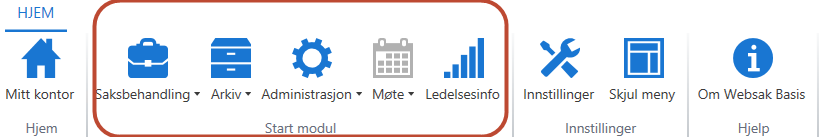 HJEM
Mitt kontor
Saksbehandling
Arkiv
Administrasjon
Møte
Ledelsesinfo
Innstillinger
Skjul meny
Om Websak Basis
Hjem
Start modul
Innstillinger
Hjelp